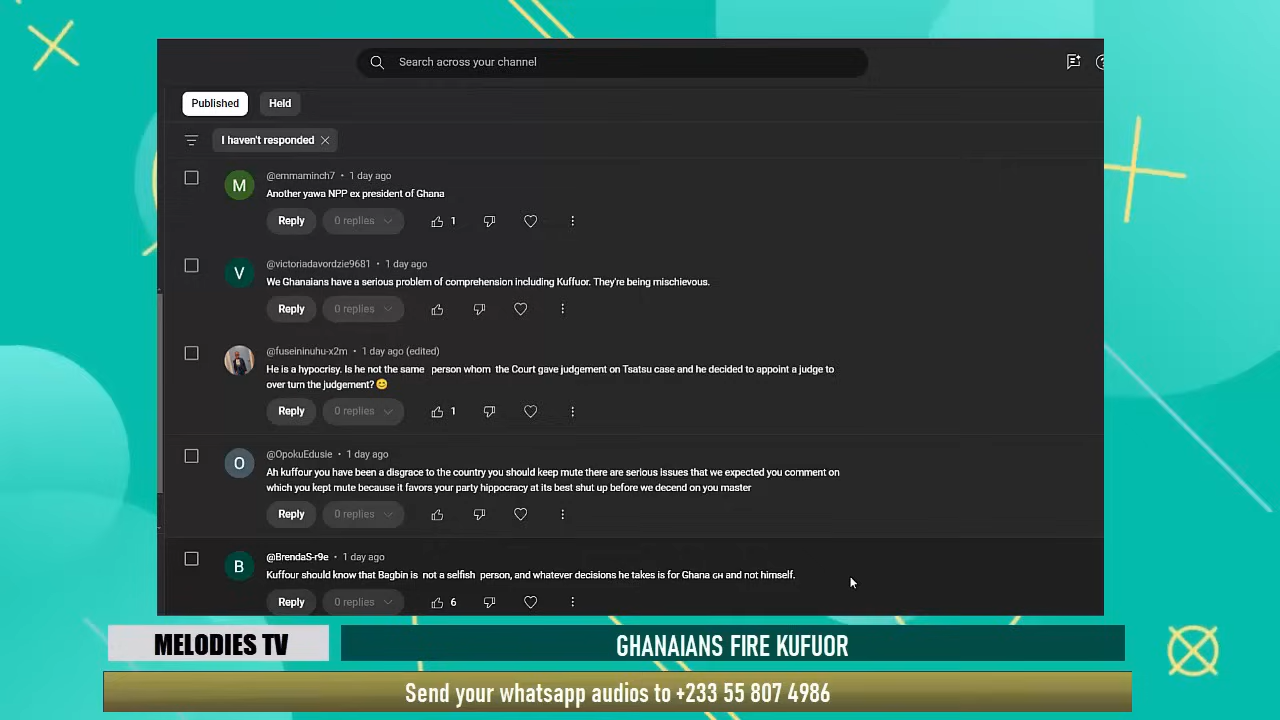 Search across your channel
Published
Held
I haven't responded
M
@emmaminch7 • 1 day ago
Another yawa NPP ex president of Ghana
Reply
0 replies
1
V
@victoriadavordzie9681 • 1 day ago
We Ghanaians have a serious problem of comprehension including Kuffuor. They're being mischievous.
Reply
0 replies
@fuseininuhu-x2m • 1 day ago (edited)
He is a hypocrisy. Is he not the same person whom the Court gave judgement on Tsatsu case and he decided to appoint a judge to
over turn the judgement?😊
Reply
0 replies
1
O
@OpokuEdusie • 1 day ago
Ah kuffour you have been a disgrace to the country you should keep mute there are serious issues that we expected you comment on
which you kept mute because it favors your party hippocracy at its best shut up before we decend on you master
Reply
0 replies
B
@BrendaS-r9e • 1 day ago
Kuffour should know that Bagbin is not a selfish person, and whatever decisions he takes is for Ghana GH and not himself.
Reply
0 replies
6
MELODIES TV
GHANAIANS FIRE KUFUOR
Send your whatsapp audios to +233 55 807 4986